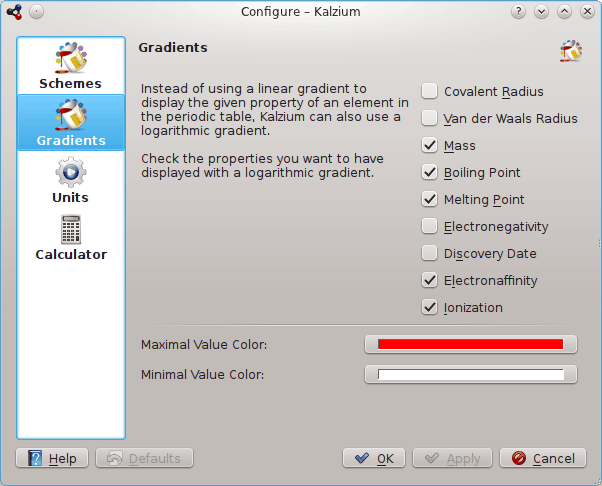 Configure – Kalzium
Schemes
Gradients
Units
Calculator
Gradients
Instead of using a linear gradient to
display the given property of an element in
the periodic table, Kalzium can also use a
logarithmic gradient.
Check the properties you want to have
displayed with a logarithmic gradient.
Covalent Radius
Van der Waals Radius
Mass
Boiling Point
Melting Point
Electronegativity
Discovery Date
Electronaffinity
Ionization
Maximal Value Color:
Minimal Value Color:
Help
Defaults
OK
Apply
Cancel